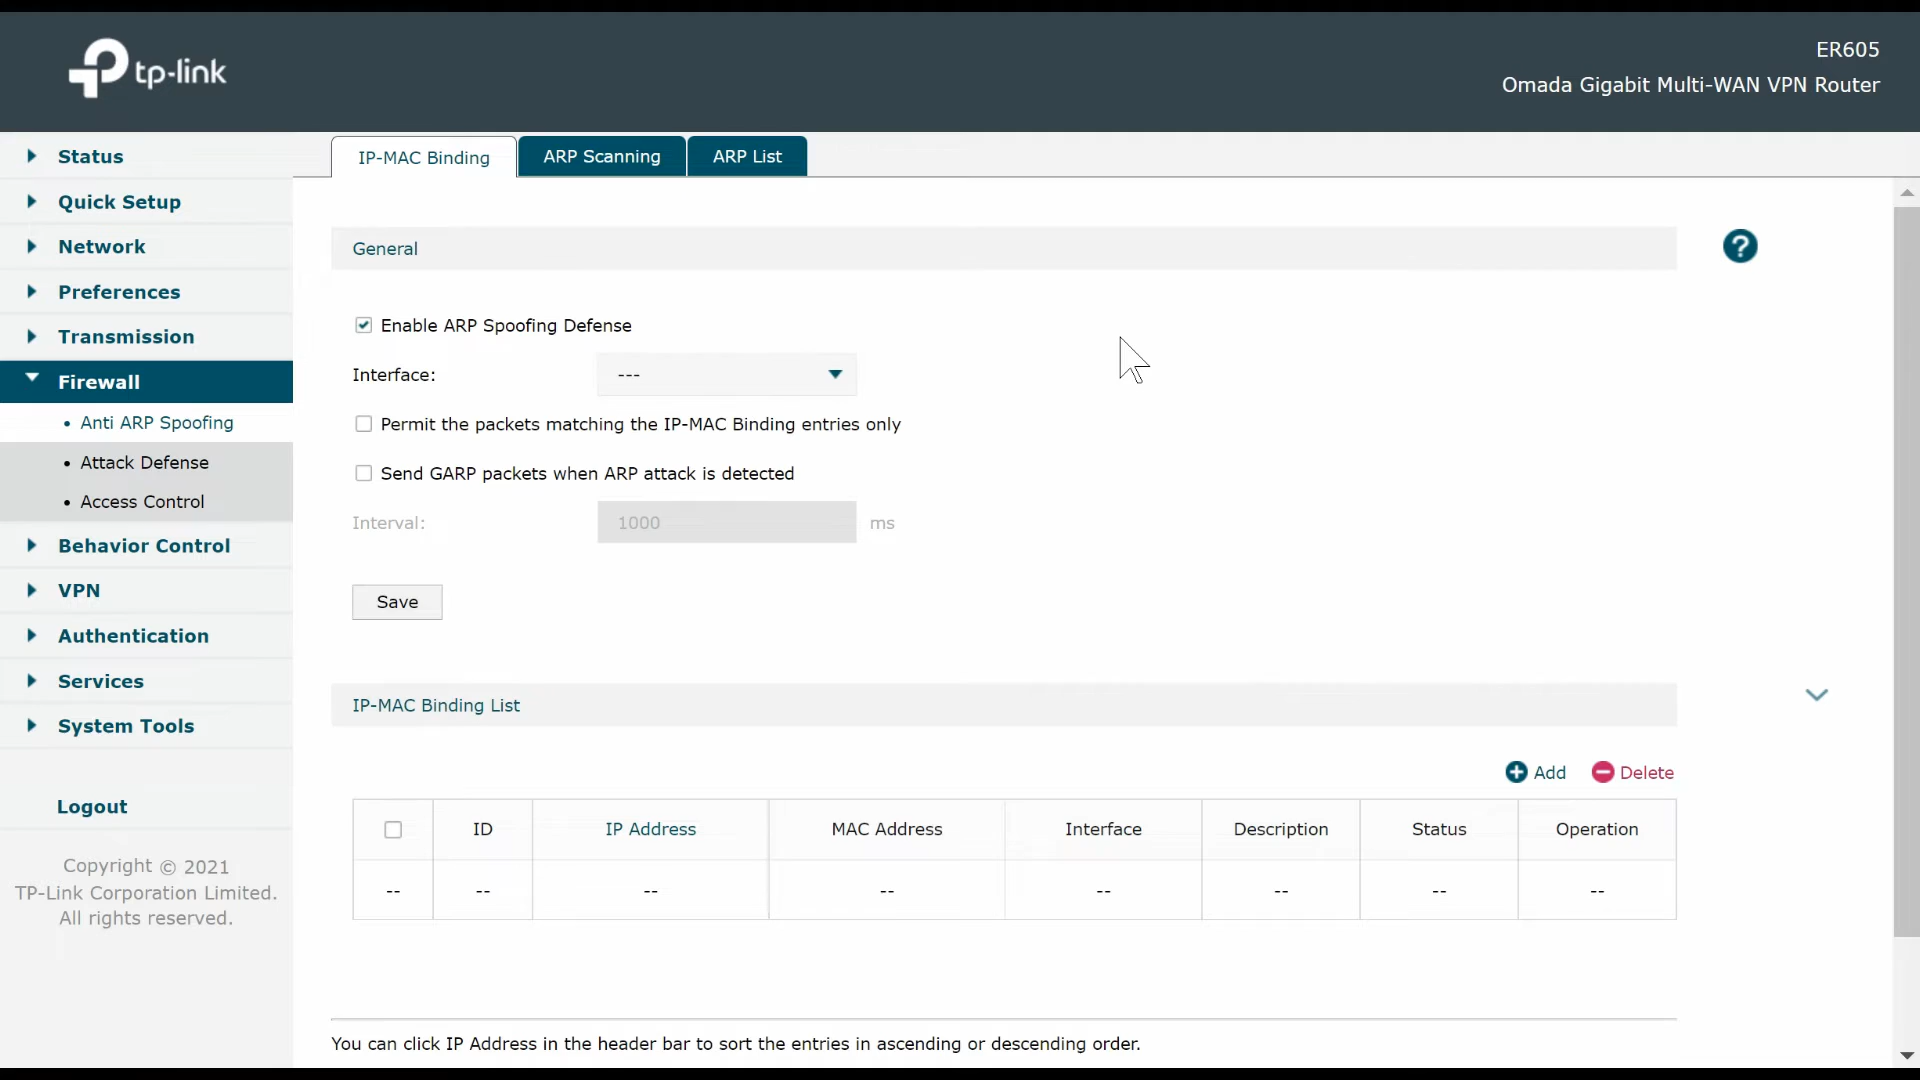 tp-link
ER605
Omada Gigabit Multi-WAN VPN Router
Status
Quick Setup
Network
Preferences
Transmission
Firewall
• Anti ARP Spoofing
• Attack Defense
• Access Control
Behavior Control
VPN
Authentication
Services
System Tools
Logout
Copyright © 2021
TP-Link Corporation Limited.
All rights reserved.
IP-MAC Binding ARP Scanning ARP List
General
?
Enable ARP Spoofing Defense
Interface: ---
Permit the packets matching the IP-MAC Binding entries only
Send GARP packets when ARP attack is detected
Interval: 1000 ms
Save
IP-MAC Binding List
Add Delete
ID IP Address MAC Address Interface Description Status Operation
-- -- -- -- -- -- -- --
You can click IP Address in the header bar to sort the entries in ascending or descending order.